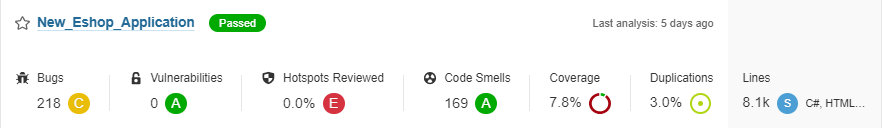 New_Eshop_Application Passed Last analysis: 5 days ago
Bugs Vulnerabilities Hotspots Reviewed Code Smells Coverage Duplications Lines
218 C 0 A 0.0% E 169 A 7.8% 3.0% 8.1k S C#, HTML...